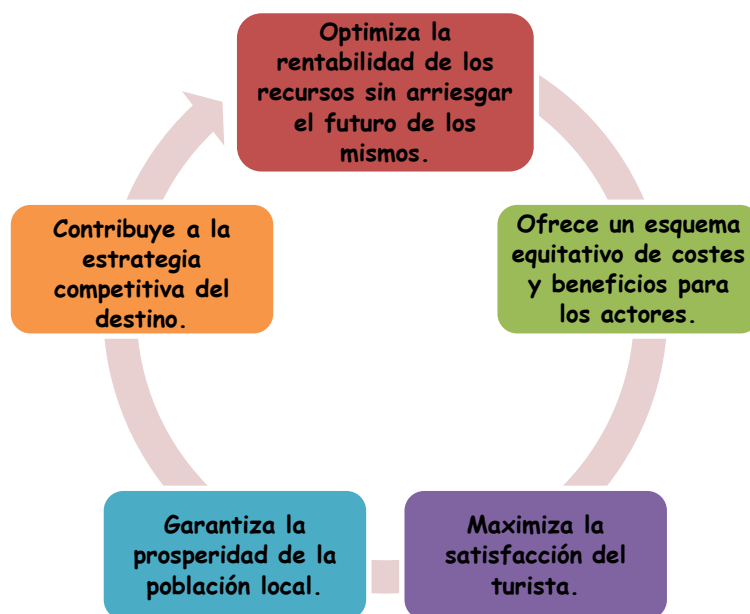 Optimiza la
rentabilidad de los
recursos sin arriesgar
el futuro de los
mismos.
Ofrece un esquema
equitativo de costes
y beneficios para
los actores.
Maximiza la
satisfacción del
turista.
Garantiza la
prosperidad de la
población local.
Contribuye a la
estrategia
competitiva del
destino.